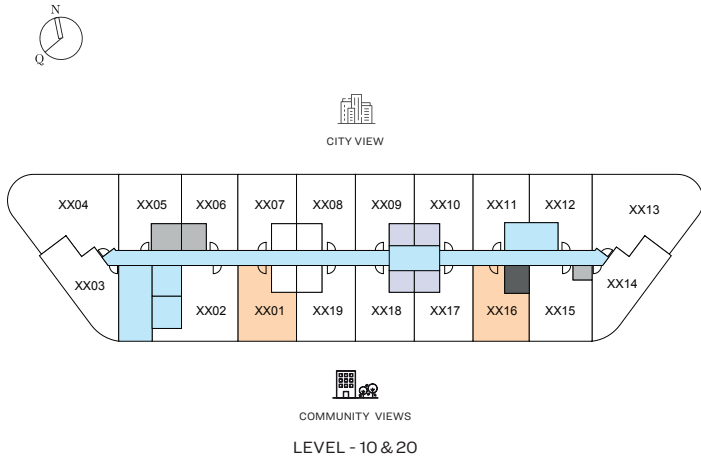 N
Q
CITY VIEW
XX04 XX05 XX06 XX07 XX08 XX09 XX10 XX11 XX12 XX13
XX03 XX14
XX02 XX01 XX19 XX18 XX17 XX16 XX15
COMMUNITY VIEWS
LEVEL - 10 & 20